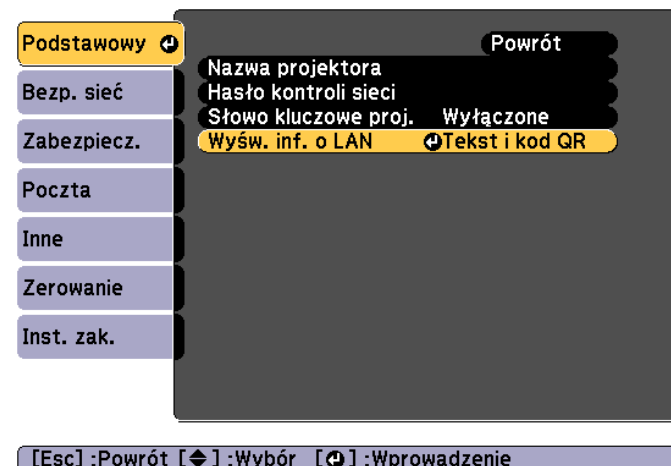 Podstawowy
Bezp. sieć
Zabezpiecz.
Poczta
Inne
Zerowanie
Inst. zak.
Powrót
Nazwa projektora
Hasło kontroli sieci
Słowo kluczowe proj. Wyłączone
Wyśw. inf. o LAN Tekst i kod QR
[Esc] :Powrót [] :Wybór [] :Wprowadzenie